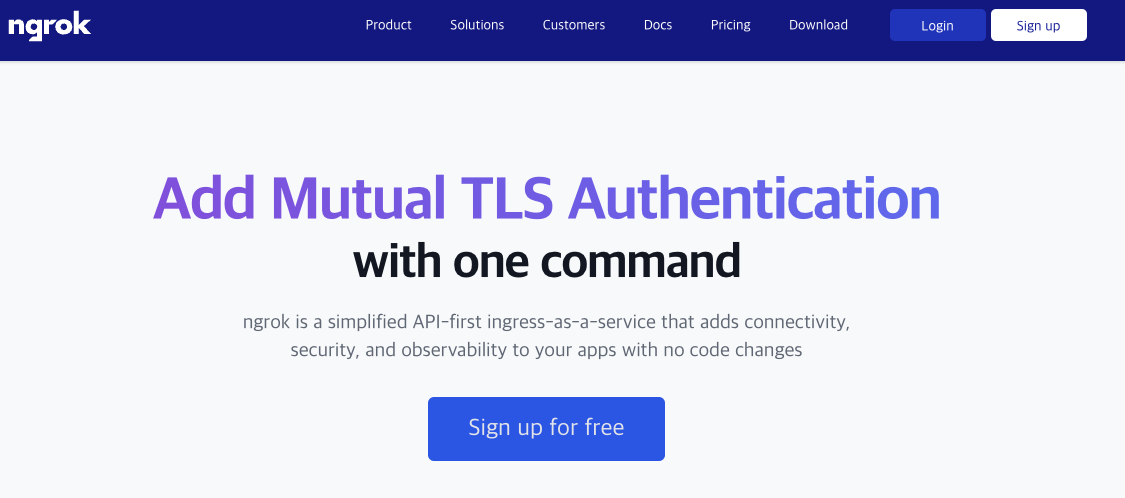 ngrok Product Solutions Customers Docs Pricing Download Login Sign up
Add Mutual TLS Authentication
with one command
ngrok is a simplified API-first ingress-as-a-service that adds connectivity,
security, and observability to your apps with no code changes
Sign up for free